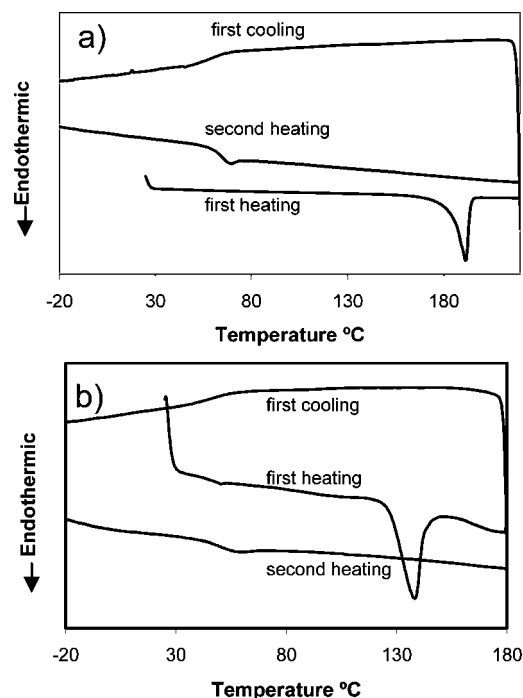 a)
first cooling
second heating
first heating
Endothermic
-20 30 80 130 180
Temperature ºC
b)
first cooling
first heating
second heating
Endothermic
-20 30 80 130 180
Temperature ºC